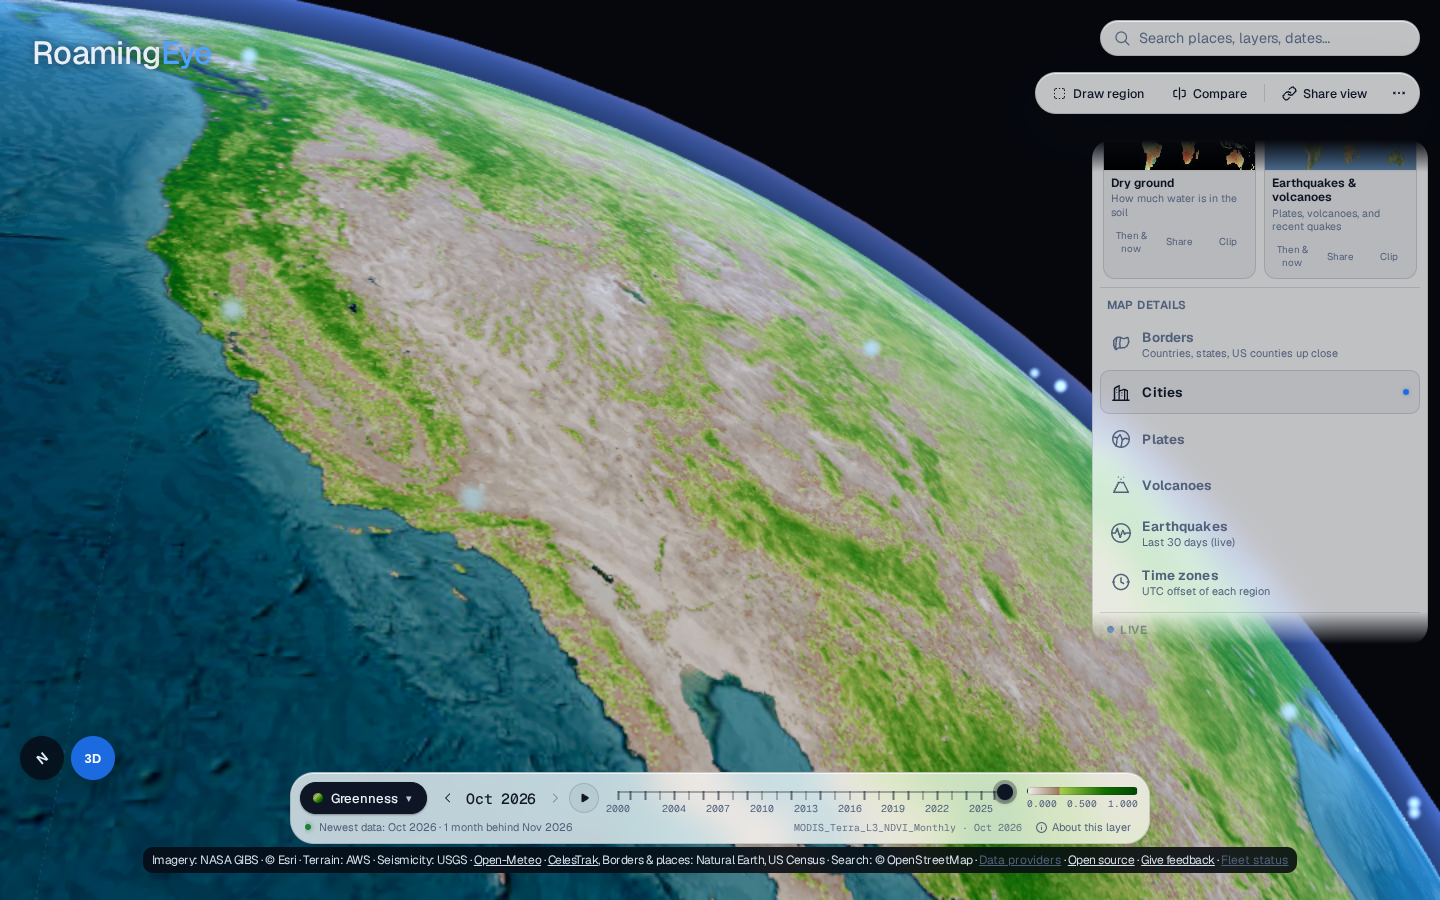 RoamingEye
Search places, layers, dates...
Draw region
Compare
Share view
Dry ground
How much water is in the soil
Then & now
Share
Clip
Earthquakes & volcanoes
Plates, volcanoes, and recent quakes
Then & now
Share
Clip
MAP DETAILS
Borders
Countries, states, US counties up close
Cities
Plates
Volcanoes
Earthquakes
Last 30 days (live)
Time zones
UTC offset of each region
LIVE
N
3D
Greenness
Oct 2026
2000 2004 2007 2010 2013 2016 2019 2022 2025
0.000 0.500 1.000
Newest data: Oct 2026 · 1 month behind Nov 2026
MODIS_Terra_L3_NDVI_Monthly · Oct 2026
About this layer
Imagery: NASA GIBS · © Esri · Terrain: AWS · Seismicity: USGS · Open-Meteo · CelesTrak, Borders & places: Natural Earth, US Census · Search: © OpenStreetMap · Data providers · Open source · Give feedback · Fleet status